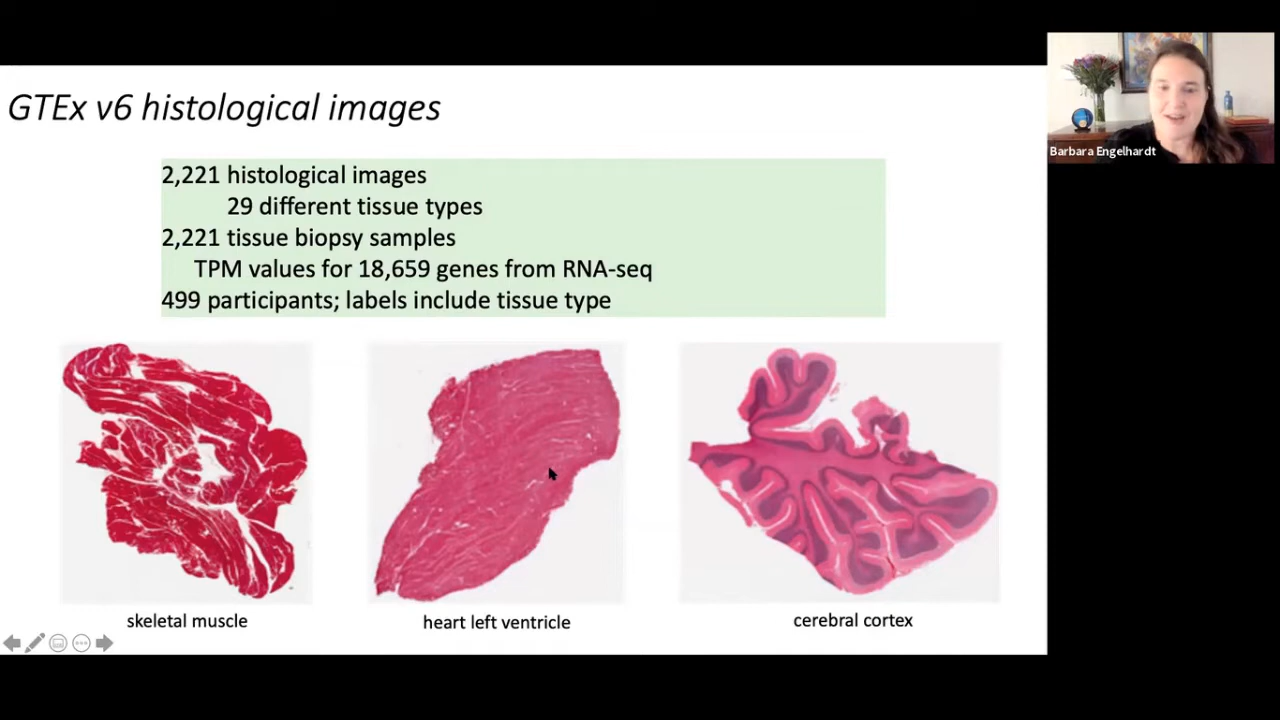 GTEx v6 histological images
2,221 histological images
29 different tissue types
2,221 tissue biopsy samples
TPM values for 18,659 genes from RNA-seq
499 participants; labels include tissue type
skeletal muscle
heart left ventricle
cerebral cortex
Barbara Engelhardt